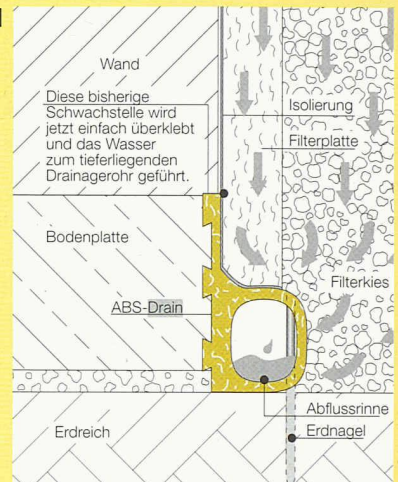 Wand
Diese bisherige
Schwachstelle wird
jetzt einfach überklebt
und das Wasser
zum tieferliegenden
Drainagerohr geführt.
Isolierung
Filterplatte
Bodenplatte
Filterkies
ABS-Drain
Abflussrinne
Erdnagel
Erdreich